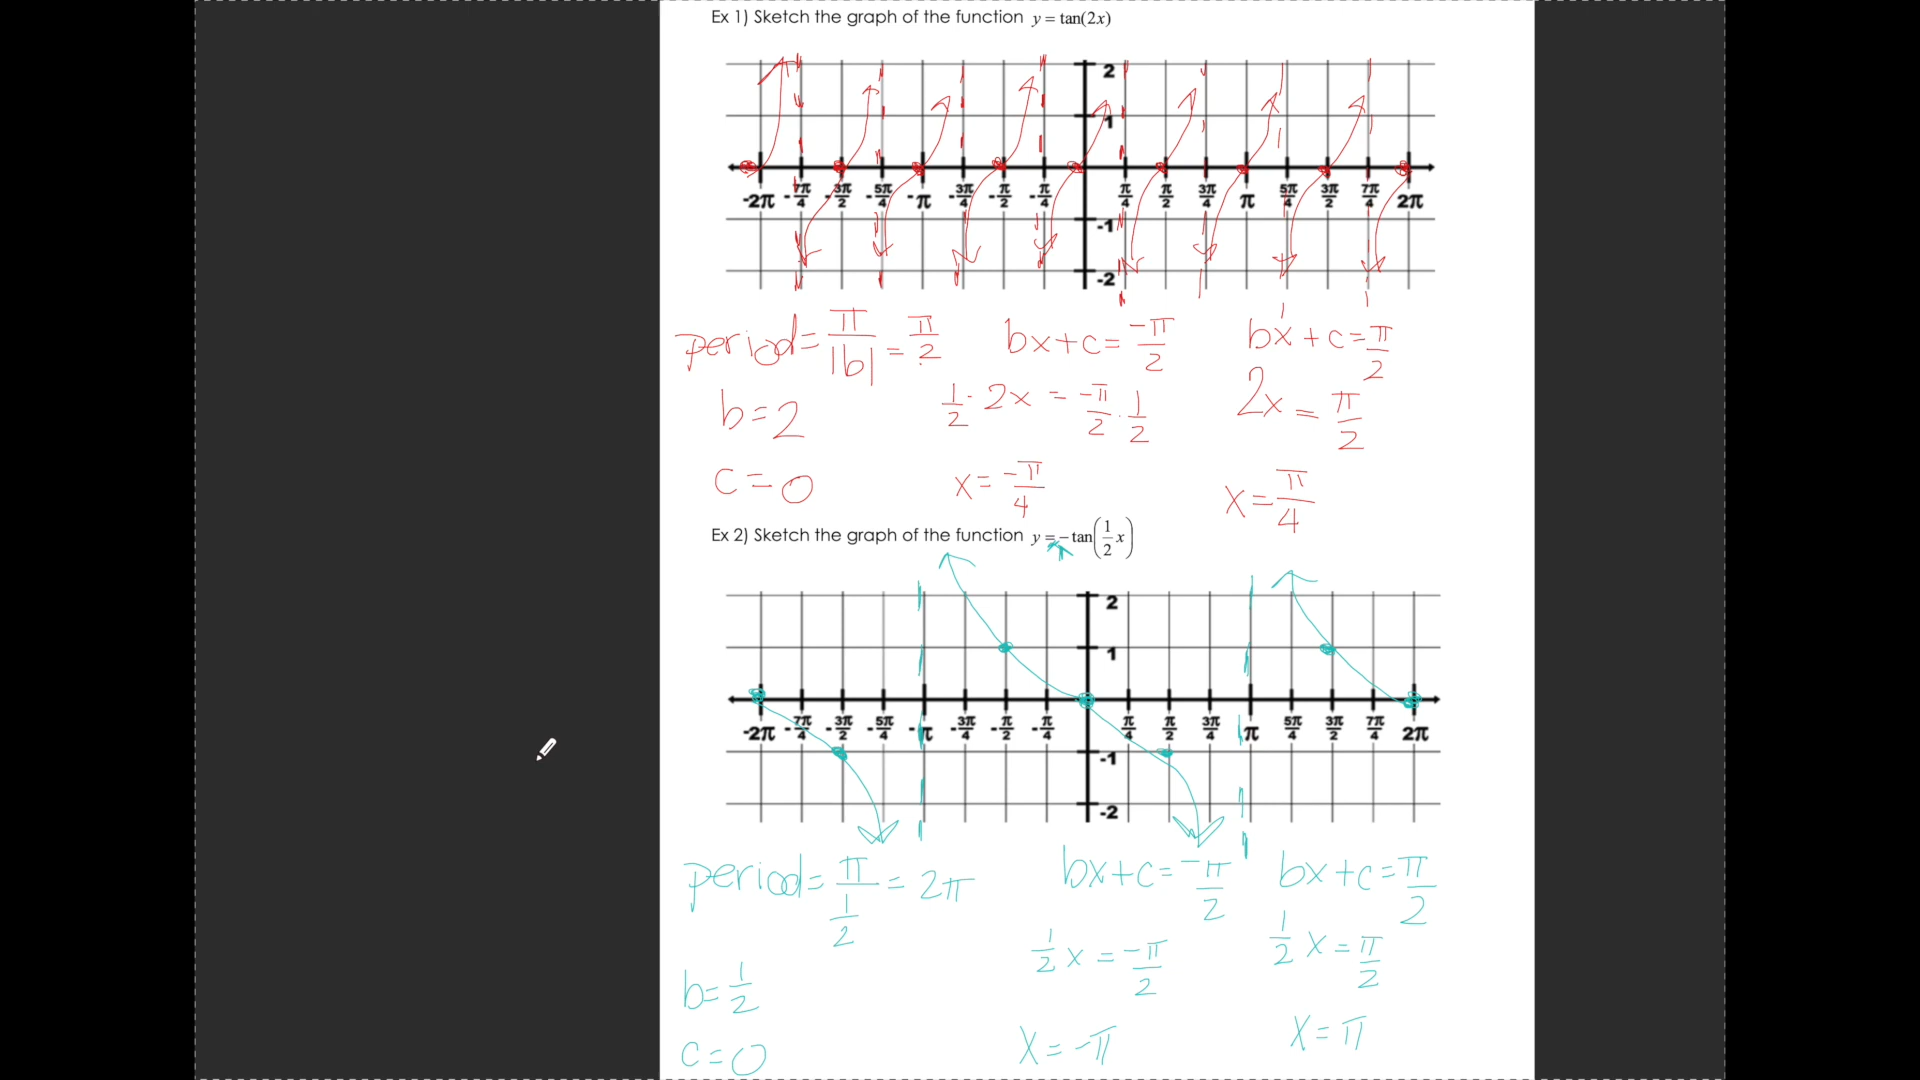 Ex 1) Sketch the graph of the function y = tan(2x)
2
1
-2π -7π/4 -3π/2 -5π/4 -π -3π/4 -π/2 -π/4 π/4 π/2 3π/4 π 5π/4 3π/2 7π/4 2π
-1
-2
period = π/|b| = π/2 bx+c = -π/2 bx+c = π/2
b = 2 1/2 · 2x = -π/2 · 1/2 2x = π/2
c = 0 x = -π/4 x = π/4
Ex 2) Sketch the graph of the function y = -tan(1/2 x)
2
1
-2π -7π/4 -3π/2 -5π/4 -π -3π/4 -π/2 -π/4 π/4 π/2 3π/4 π 5π/4 3π/2 7π/4 2π
-1
-2
period = π/(1/2) = 2π bx+c = -π/2 bx+c = π/2
b = 1/2 1/2 x = -π/2 1/2 x = π/2
c = 0 x = -π x = π